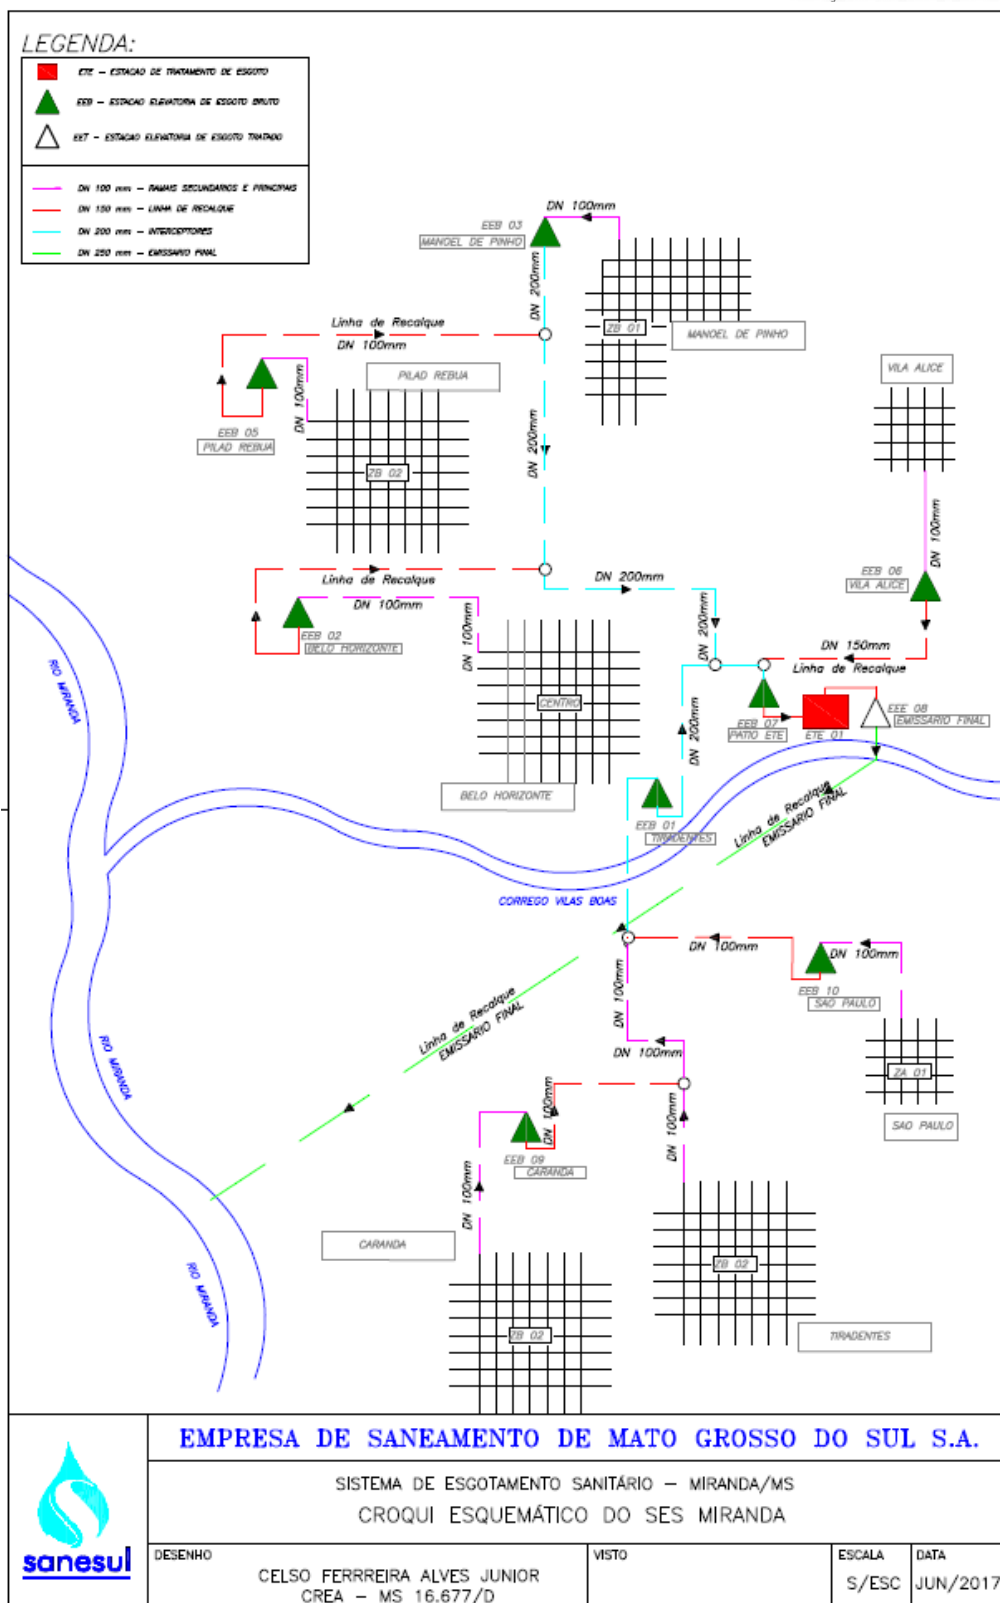 LEGENDA:
ETE - ESTACAO DE TRATAMENTO DE ESGOTO
EEB - ESTACAO ELEVATORIA DE ESGOTO BRUTO
EET - ESTACAO ELEVATORIA DE ESGOTO TRATADO
DN 100 mm - RAMAIS SECUNDARIOS E PRINCIPAIS
DN 150 mm - LINHA DE RECALQUE
DN 200 mm - INTERCEPTORES
DN 250 mm - EMISSARIO FINAL
DN 100mm
EEB 03
MANOEL DE PINHO
DN 200mm
ZB 01
MANOEL DE PINHO
Linha de Recalque
DN 100mm
PILAD REBUA
DN 100mm
EEB 05
PILAD REBUA
ZB 02
DN 200mm
VILA ALICE
DN 100mm
EEB 06
VILA ALICE
Linha de Recalque
DN 100mm
EEB 02
BELO HORIZONTE
DN 100mm
DN 200mm
DN 200mm
DN 150mm
Linha de Recalque
CENTRO
BELO HORIZONTE
DN 200mm
EEB 07
PATIO ETE
ETE 01
EEE 08
EMISSARIO FINAL
RIO MIRANDA
EEB 01
TIRADENTES
Linha de Recalque
EMISSARIO FINAL
CORREGO VILAS BOAS
DN 100mm
DN 100mm
DN 100mm
EEB 10
SAO PAULO
Linha de Recalque
EMISSARIO FINAL
DN 100mm
ZA 01
SAO PAULO
RIO MIRANDA
DN 100mm
DN 100mm
EEB 09
CARANDA
DN 100mm
CARANDA
ZB 02
TIRADENTES
ZB 02
RIO MIRANDA
sanesul
EMPRESA DE SANEAMENTO DE MATO GROSSO DO SUL S.A.
SISTEMA DE ESGOTAMENTO SANITÁRIO – MIRANDA/MS
CROQUI ESQUEMÁTICO DO SES MIRANDA
DESENHO
CELSO FERRREIRA ALVES JUNIOR
CREA – MS 16.677/D
VISTO
ESCALA
S/ESC
DATA
JUN/2017